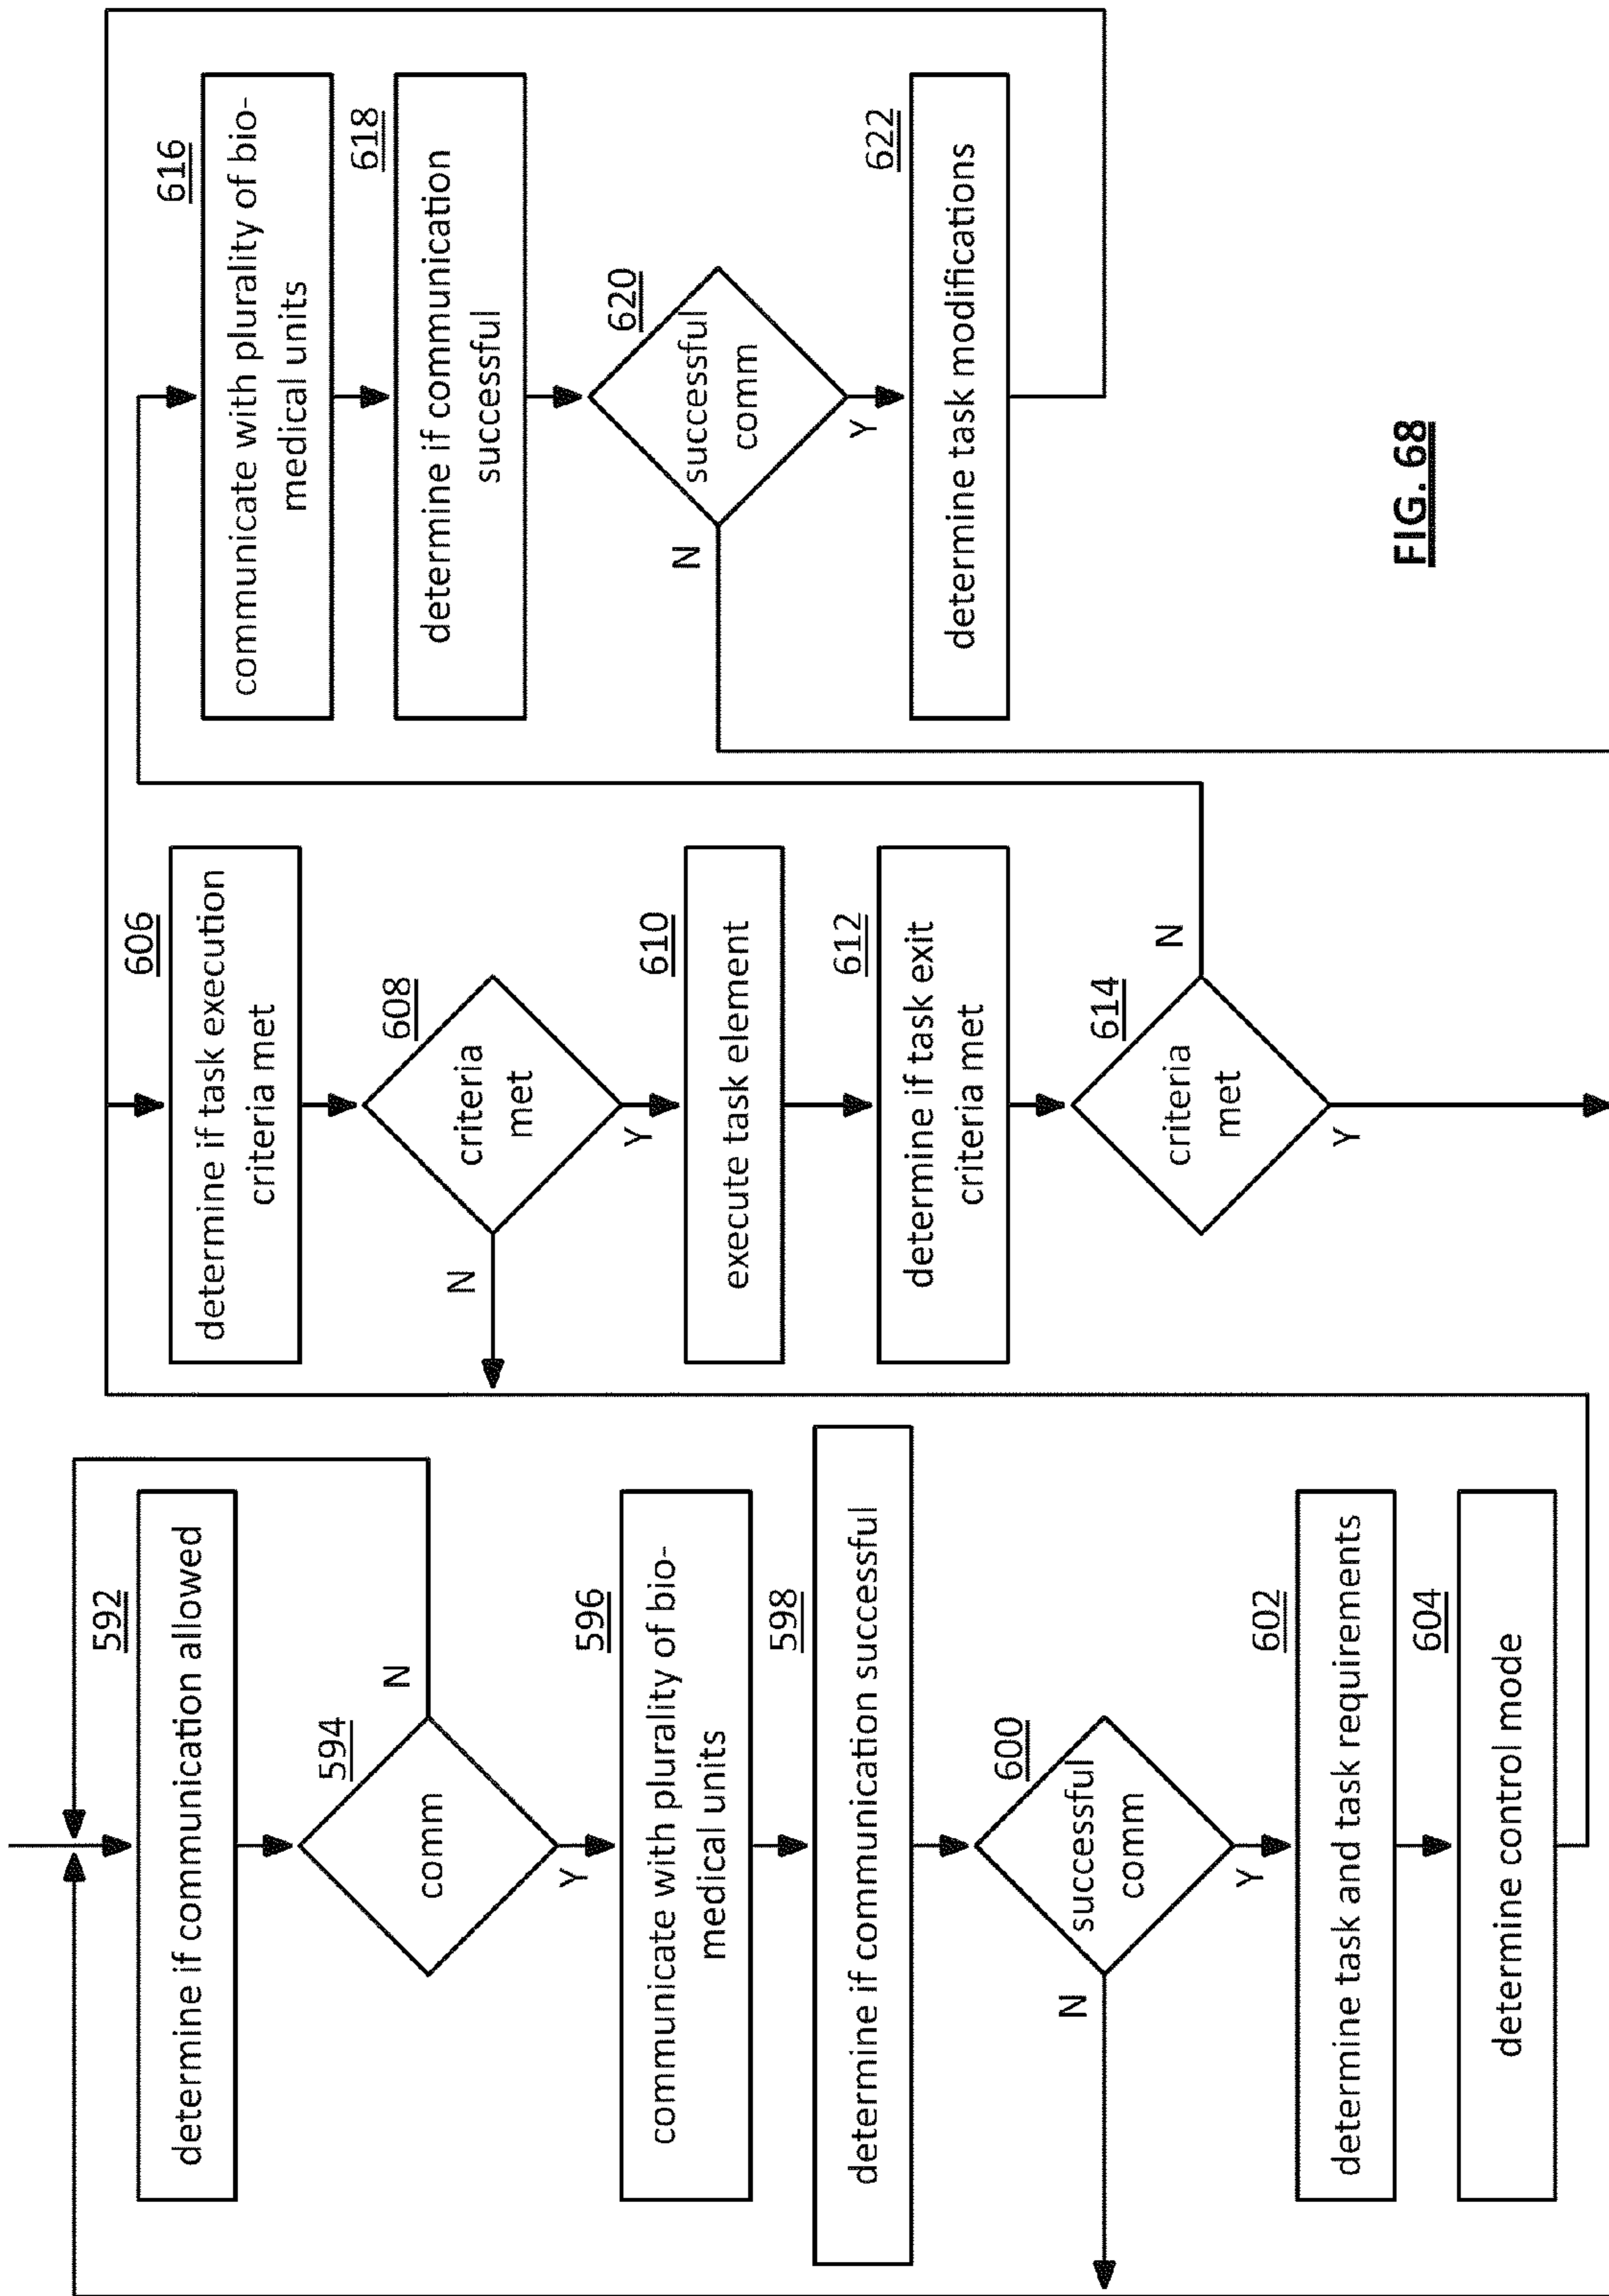 592
determine if communication allowed
594
comm
N
Y
596
communicate with plurality of bio-
medical units
598
determine if communication successful
600
successful
comm
N
Y
602
determine task and task requirements
604
determine control mode
606
determine if task execution
criteria met
608
criteria
met
N
Y
610
execute task element
612
determine if task exit
criteria met
614
criteria
met
N
Y
616
communicate with plurality of bio-
medical units
618
determine if communication
successful
620
successful
comm
N
Y
622
determine task modifications
FIG. 68